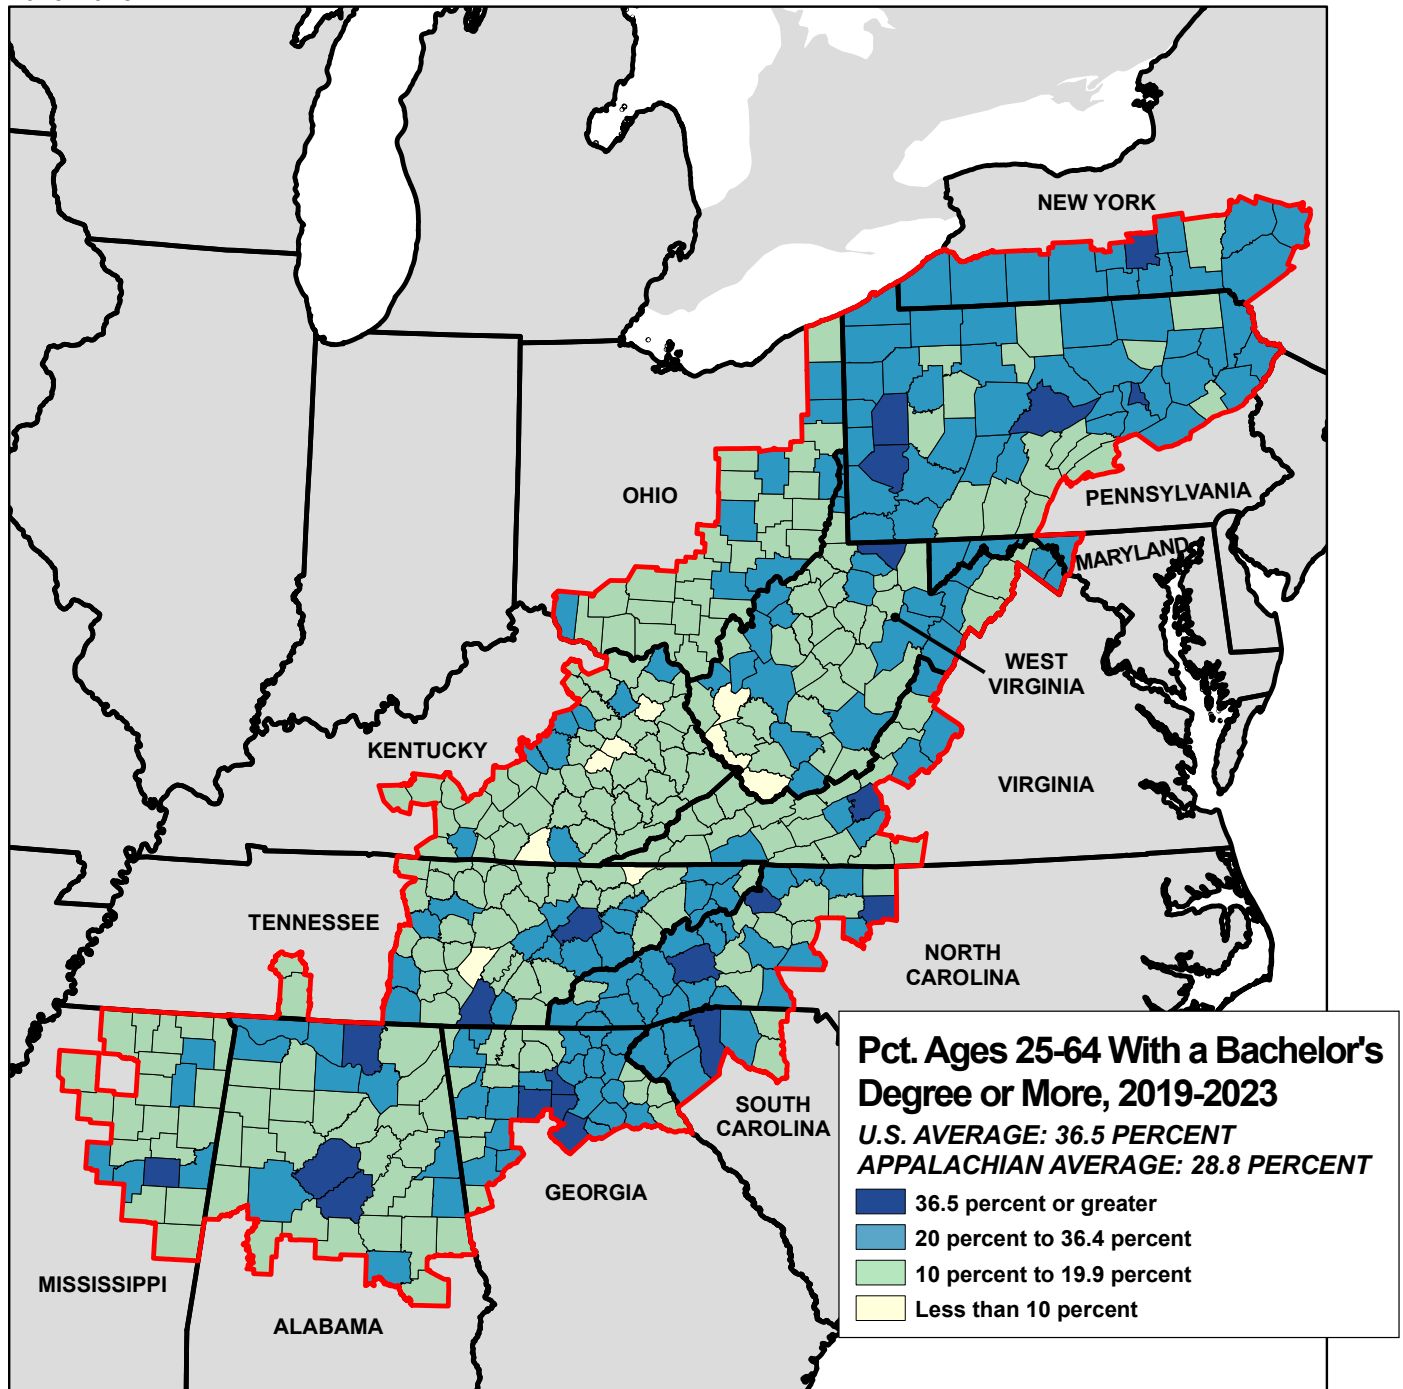 NEW YORK
OHIO
PENNSYLVANIA
MARYLAND
WEST
VIRGINIA
KENTUCKY
VIRGINIA
TENNESSEE
NORTH
CAROLINA
Pct. Ages 25-64 With a Bachelor's
Degree or More, 2019-2023
U.S. AVERAGE: 36.5 PERCENT
APPALACHIAN AVERAGE: 28.8 PERCENT
36.5 percent or greater
20 percent to 36.4 percent
10 percent to 19.9 percent
Less than 10 percent
SOUTH
CAROLINA
GEORGIA
MISSISSIPPI
ALABAMA